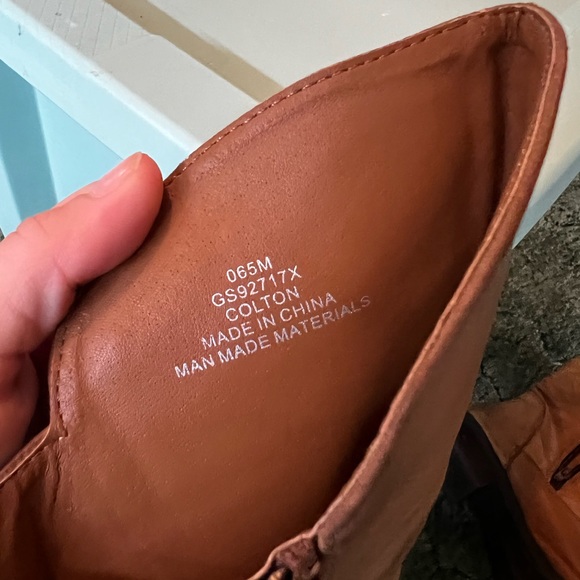 065M
GS92717X
COLTON
MADE IN CHINA
MAN MADE MATERIALS